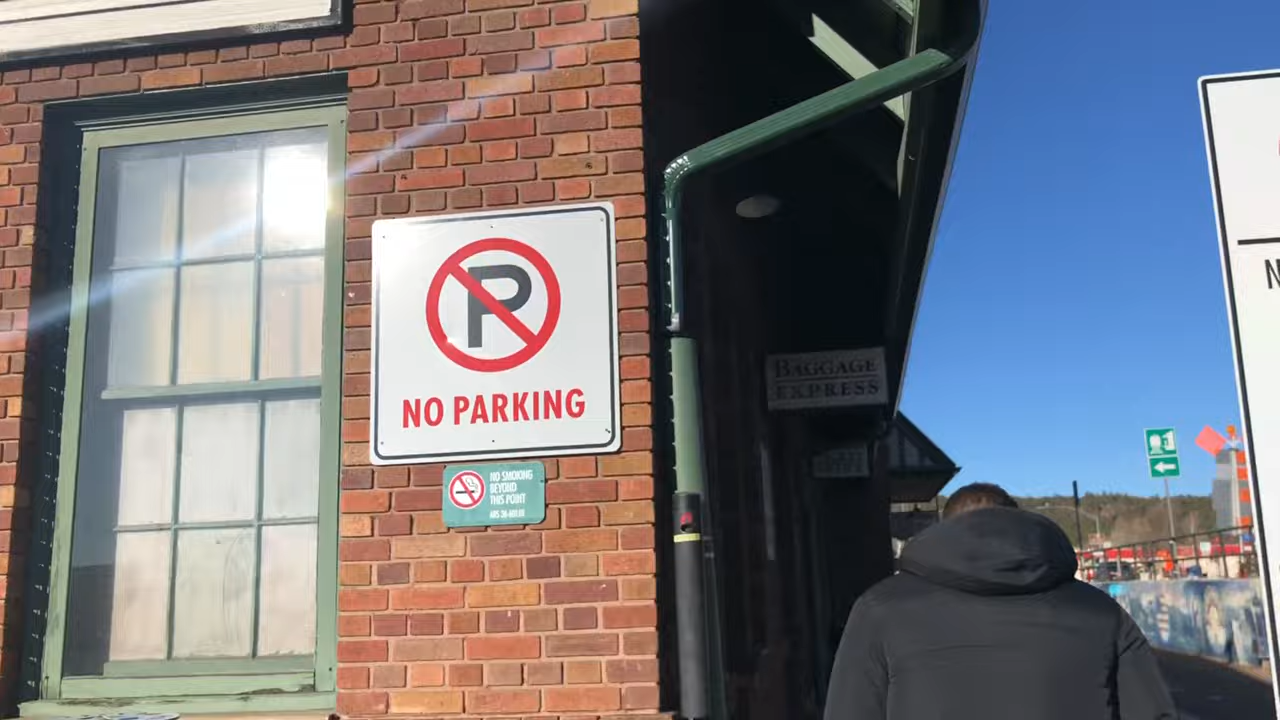 P
NO PARKING
NO SMOKING
BEYOND
THIS POINT
BAGGAGE
EXPRESS
N